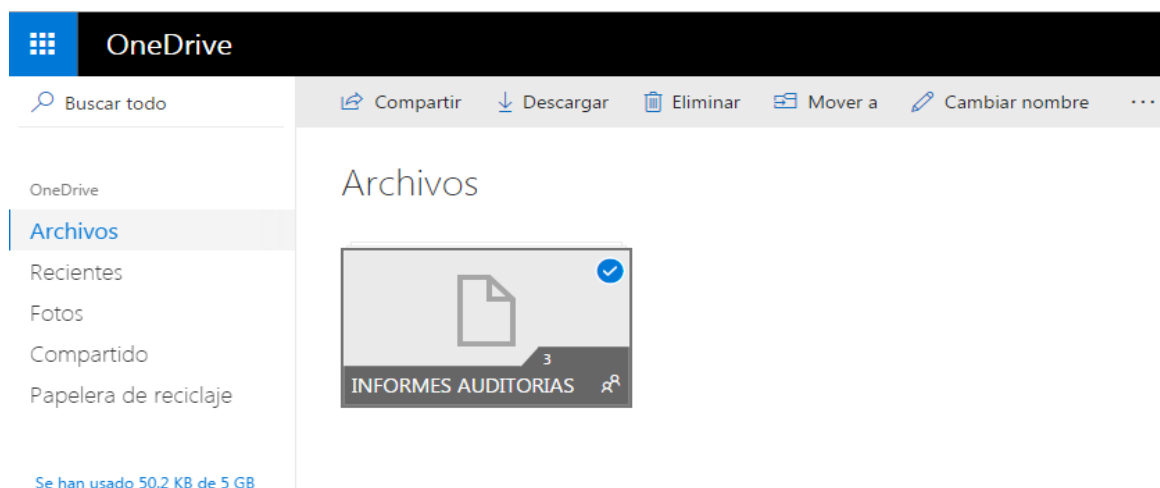 OneDrive
Buscar todo
Compartir Descargar Eliminar Mover a Cambiar nombre ...
OneDrive
Archivos
Recientes
Fotos
Compartido
Papelera de reciclaje
Se han usado 50.2 KB de 5 GB
Archivos
3
INFORMES AUDITORIAS